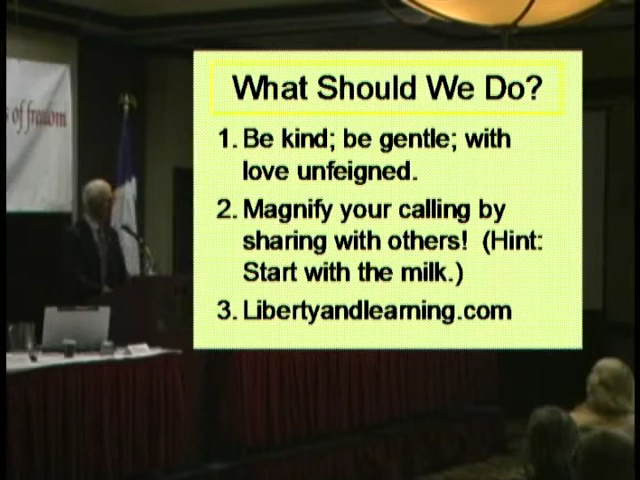 s of freedom
What Should We Do?
1. Be kind; be gentle; with
love unfeigned.
2. Magnify your calling by
sharing with others!  (Hint:
Start with the milk.)
3. Libertyandlearning.com